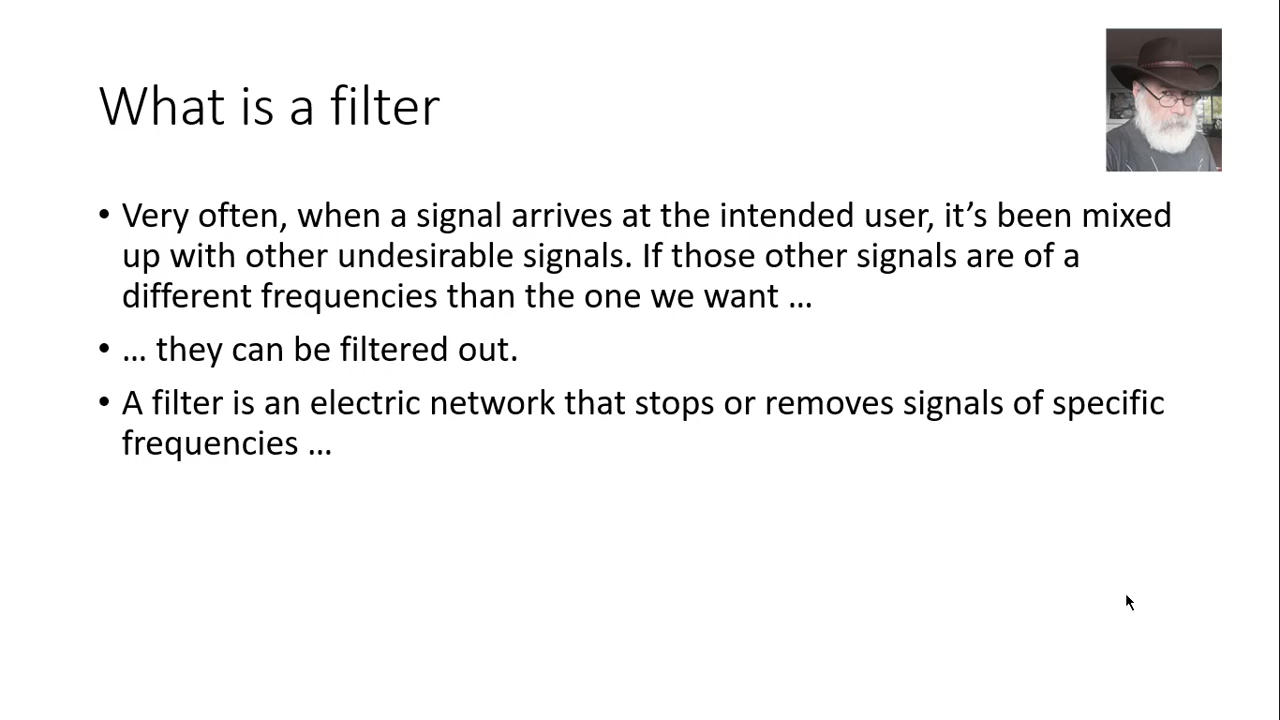 What is a filter
• Very often, when a signal arrives at the intended user, it’s been mixed
up with other undesirable signals. If those other signals are of a
different frequencies than the one we want …
• … they can be filtered out.
• A filter is an electric network that stops or removes signals of specific
frequencies …